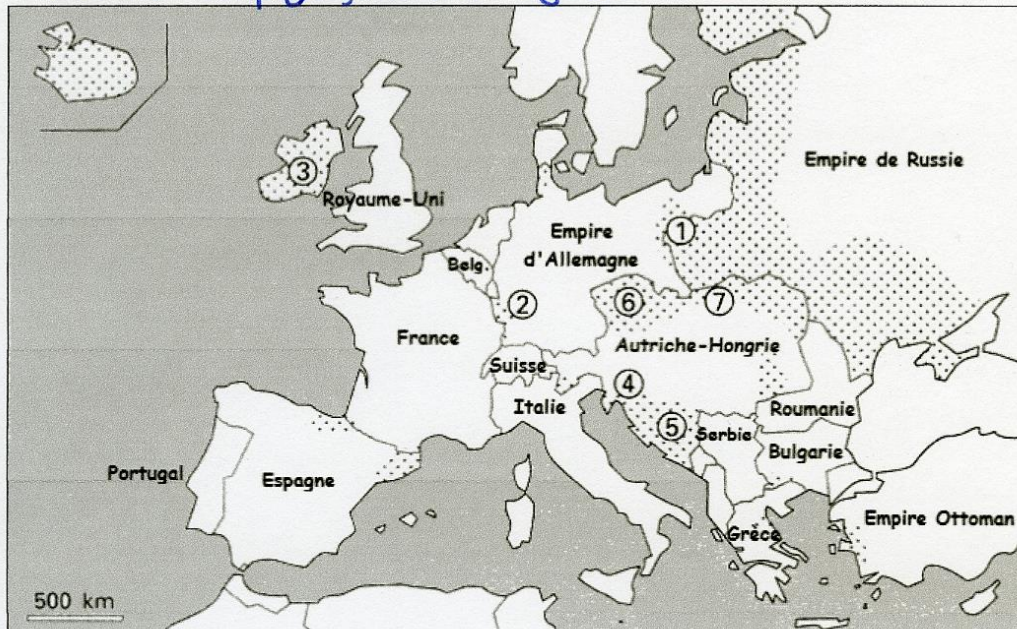 Empire de Russie
③
Royaume-Uni
①
Empire
d'Allemagne
Belg.
②
⑥
⑦
France
Autriche-Hongrie
Suisse
④
Italie
Roumanie
⑤
Serbie
Bulgarie
Portugal
Espagne
Empire Ottoman
Grèce
500 km